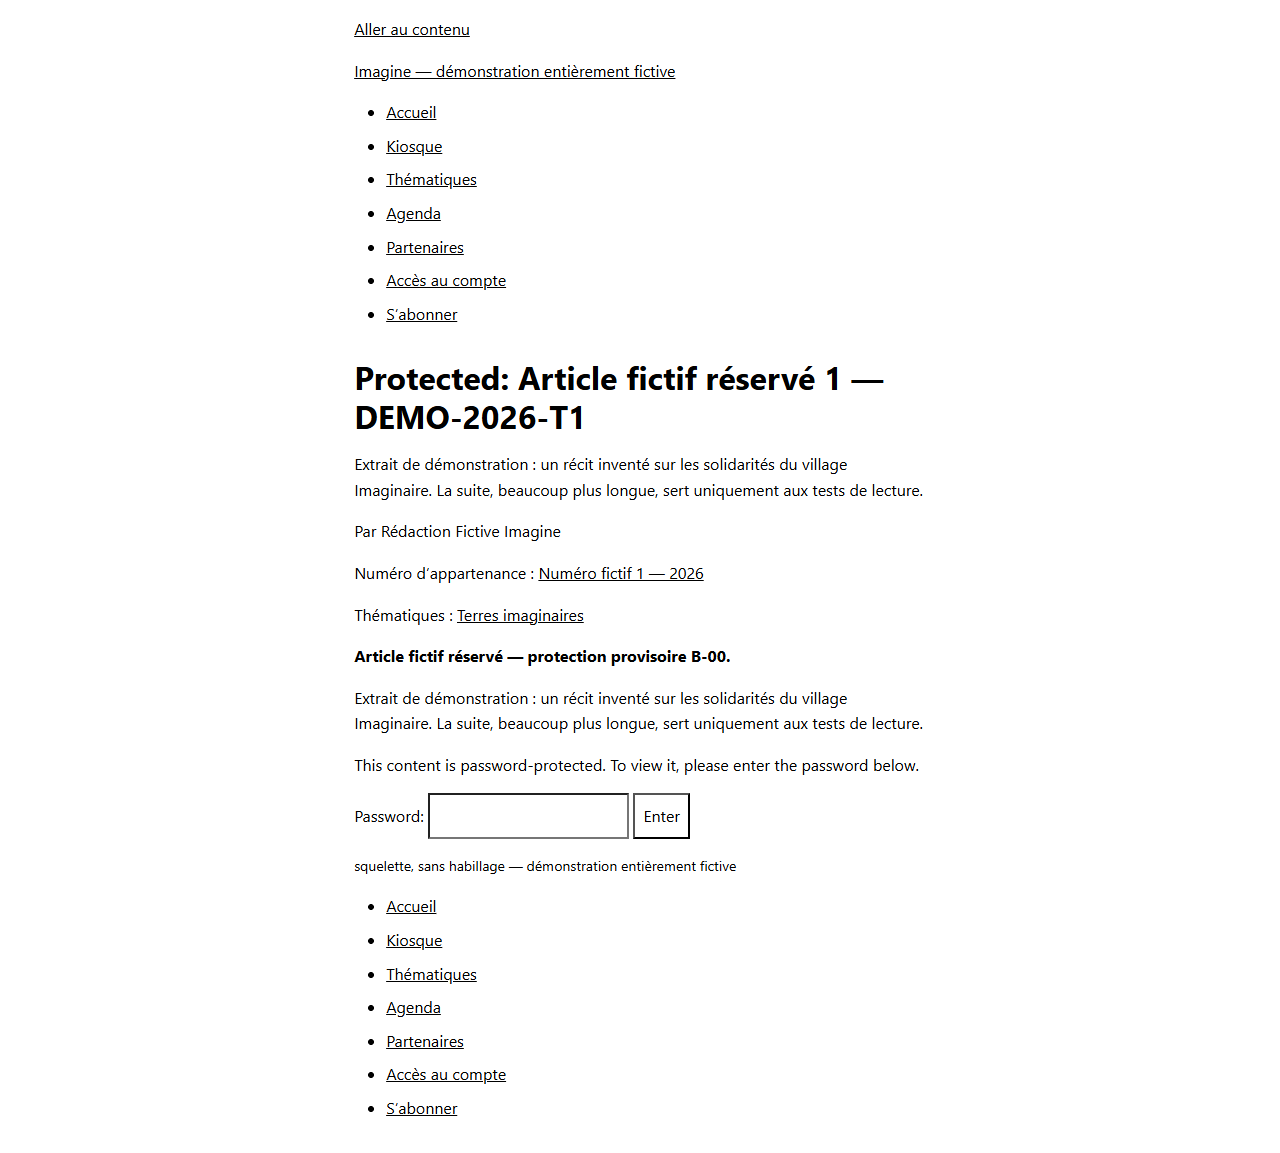 Aller au contenu
Imagine — démonstration entièrement fictive
Accueil
Kiosque
Thématiques
Agenda
Partenaires
Accès au compte
S’abonner
Protected: Article fictif réservé 1 —
DEMO-2026-T1
Extrait de démonstration : un récit inventé sur les solidarités du village
Imaginaire. La suite, beaucoup plus longue, sert uniquement aux tests de lecture.
Par Rédaction Fictive Imagine
Numéro d’appartenance : Numéro fictif 1 — 2026
Thématiques : Terres imaginaires
Article fictif réservé — protection provisoire B-00.
Extrait de démonstration : un récit inventé sur les solidarités du village
Imaginaire. La suite, beaucoup plus longue, sert uniquement aux tests de lecture.
This content is password-protected. To view it, please enter the password below.
Password: Enter
squelette, sans habillage — démonstration entièrement fictive
Accueil
Kiosque
Thématiques
Agenda
Partenaires
Accès au compte
S’abonner